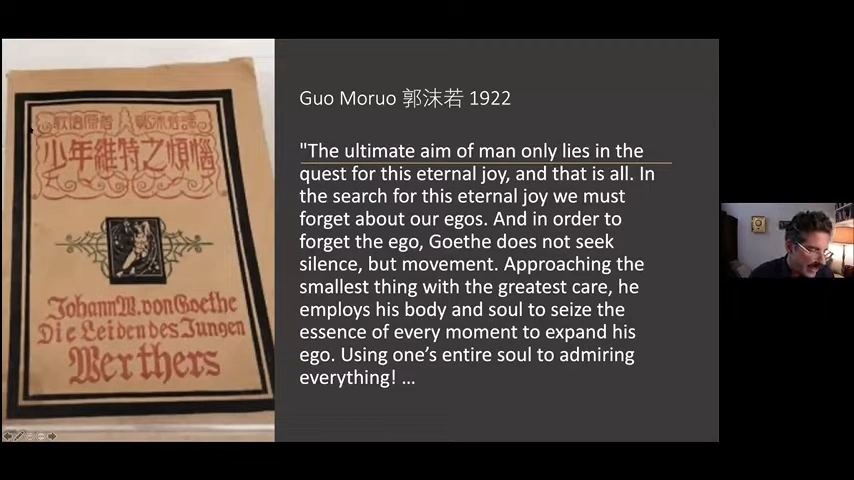 歌德原著 郭沫若譯
少年維特之煩惱
Johann W. von Goethe
Die Leiden des Jungen
Werthers
Guo Moruo 郭沫若 1922
"The ultimate aim of man only lies in the
quest for this eternal joy, and that is all. In
the search for this eternal joy we must
forget about our egos. And in order to
forget the ego, Goethe does not seek
silence, but movement. Approaching the
smallest thing with the greatest care, he
employs his body and soul to seize the
essence of every moment to expand his
ego. Using one’s entire soul to admiring
everything! ...